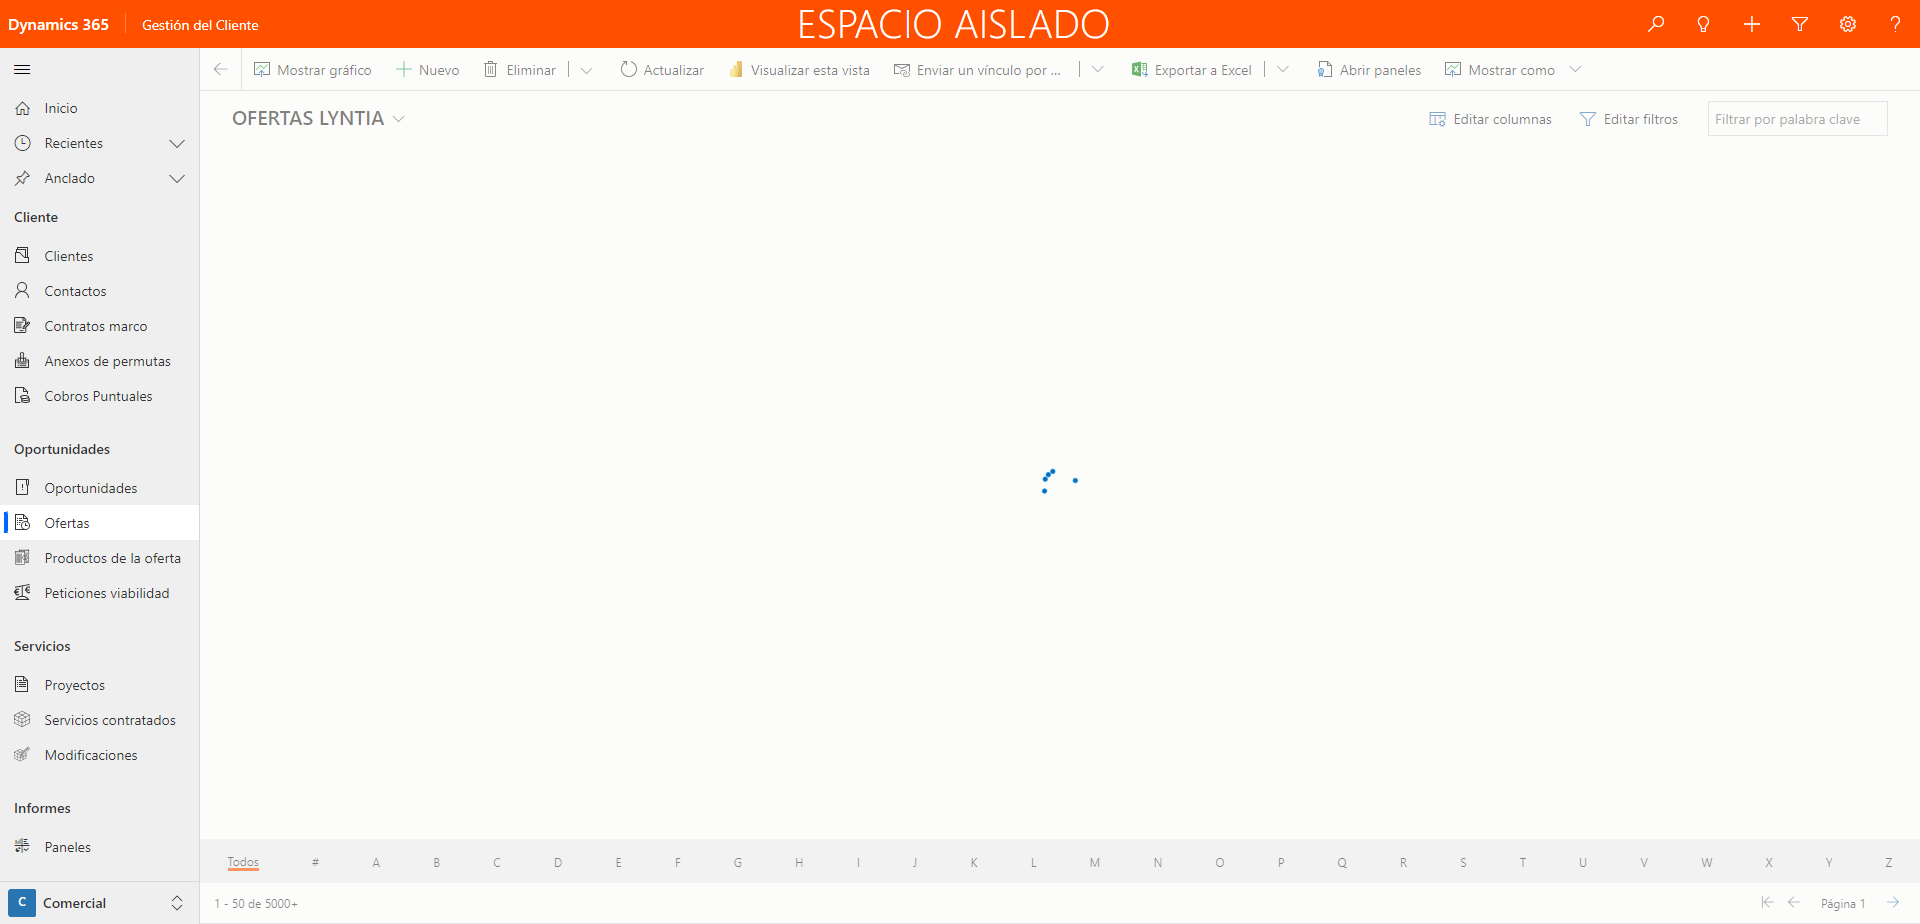 Dynamics 365
Gestión del Cliente
ESPACIO AISLADO
Mostrar gráfico
Nuevo
Eliminar
Actualizar
Visualizar esta vista
Enviar un vínculo por ...
Exportar a Excel
Abrir paneles
Mostrar como
Inicio
Recientes
Anclado
Cliente
Clientes
Contactos
Contratos marco
Anexos de permutas
Cobros Puntuales
Oportunidades
Oportunidades
Ofertas
Productos de la oferta
Peticiones viabilidad
Servicios
Proyectos
Servicios contratados
Modificaciones
Informes
Paneles
C Comercial
OFERTAS LYNTIA
Editar columnas
Editar filtros
Filtrar por palabra clave
Todos # A B C D E F G H I J K L M N O P Q R S T U V W X Y Z
1 - 50 de 5000+
Página 1